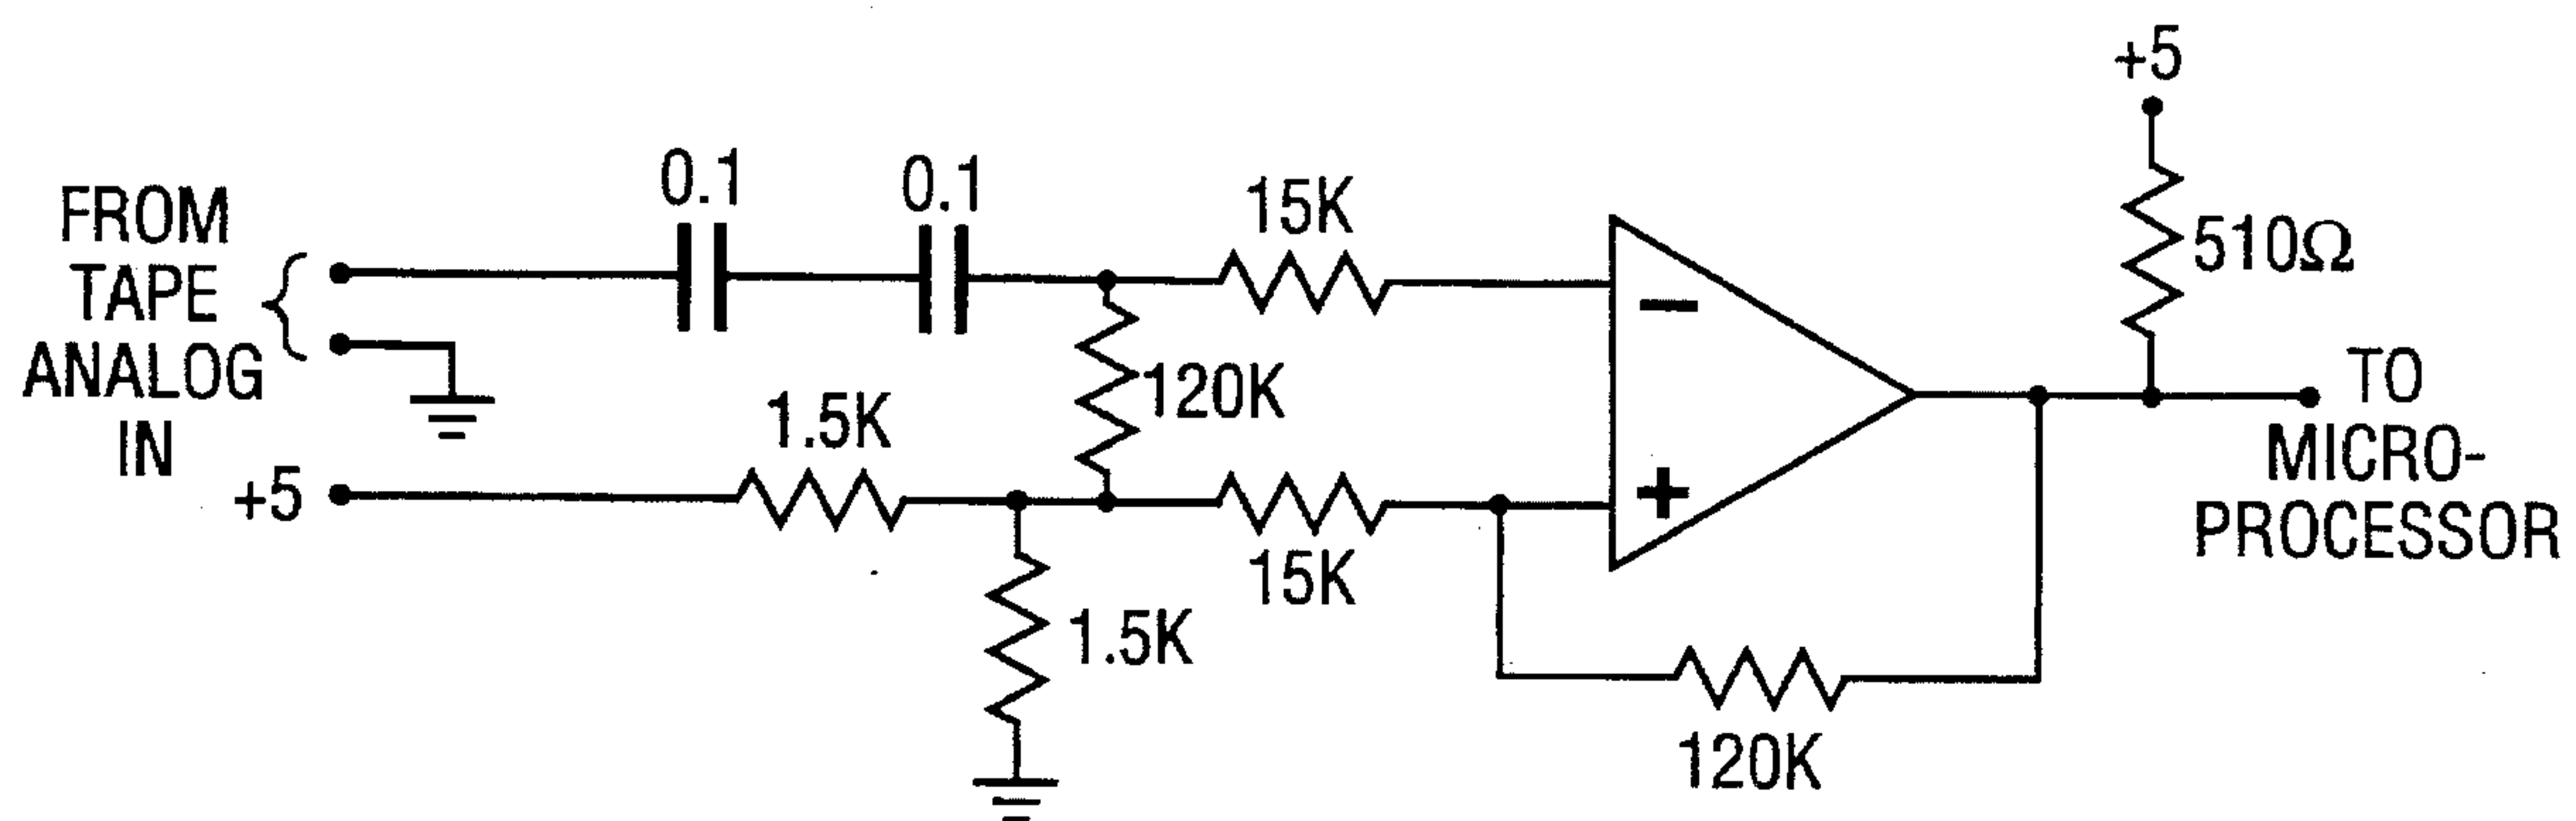 FROM
TAPE
ANALOG
IN
0.1
0.1
15K
+5
510Ω
120K
1.5K
+5
−
+
15K
1.5K
120K
TO
MICRO-
PROCESSOR